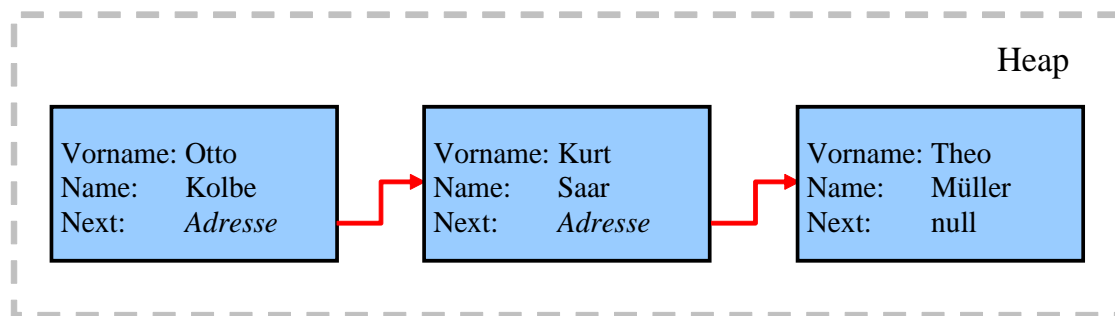 Heap
Vorname: Otto
Name: Kolbe
Next: Adresse
Vorname: Kurt
Name: Saar
Next: Adresse
Vorname: Theo
Name: Müller
Next: null